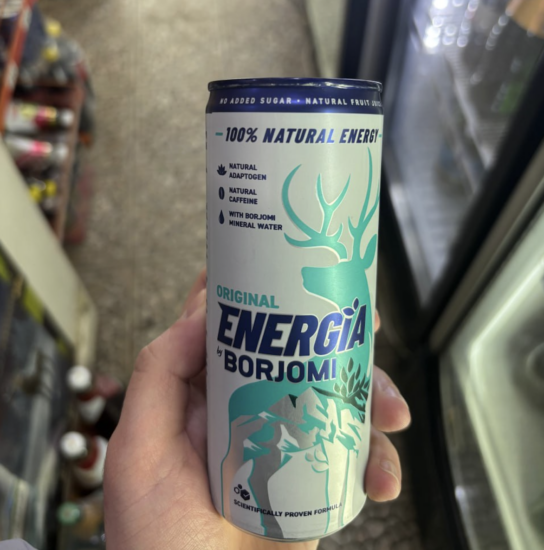 NO ADDED SUGAR • NATURAL FRUIT JUICE
100% NATURAL ENERGY
NATURAL
ADAPTOGEN
NATURAL
CAFFEINE
WITH BORJOMI
MINERAL WATER
ORIGINAL
ENERGIA
by BORJOMI
SCIENTIFICALLY PROVEN FORMULA